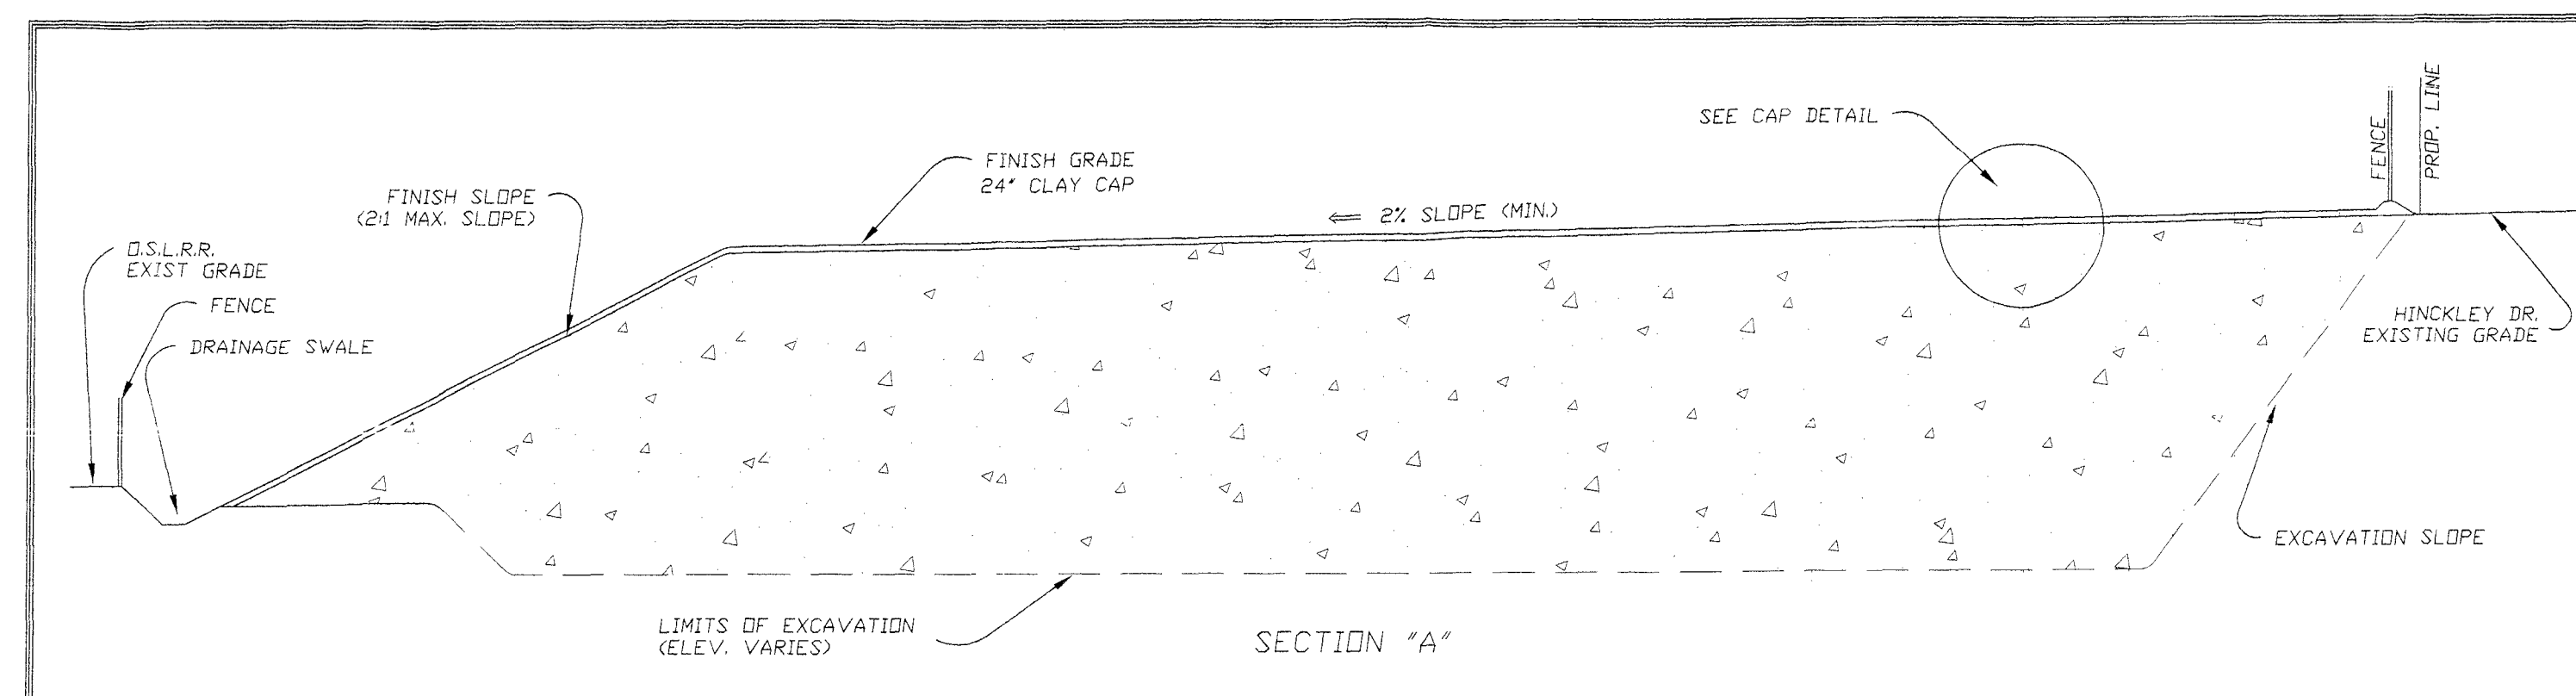 SEE CAP DETAIL
FENCE
PROP. LINE
FINISH GRADE
24" CLAY CAP
FINISH SLOPE
(2:1 MAX. SLOPE)
2% SLOPE (MIN.)
O.S.L.R.R.
EXIST GRADE
FENCE
DRAINAGE SWALE
HINCKLEY DR.
EXISTING GRADE
EXCAVATION SLOPE
LIMITS OF EXCAVATION
(ELEV. VARIES)
SECTION "A"